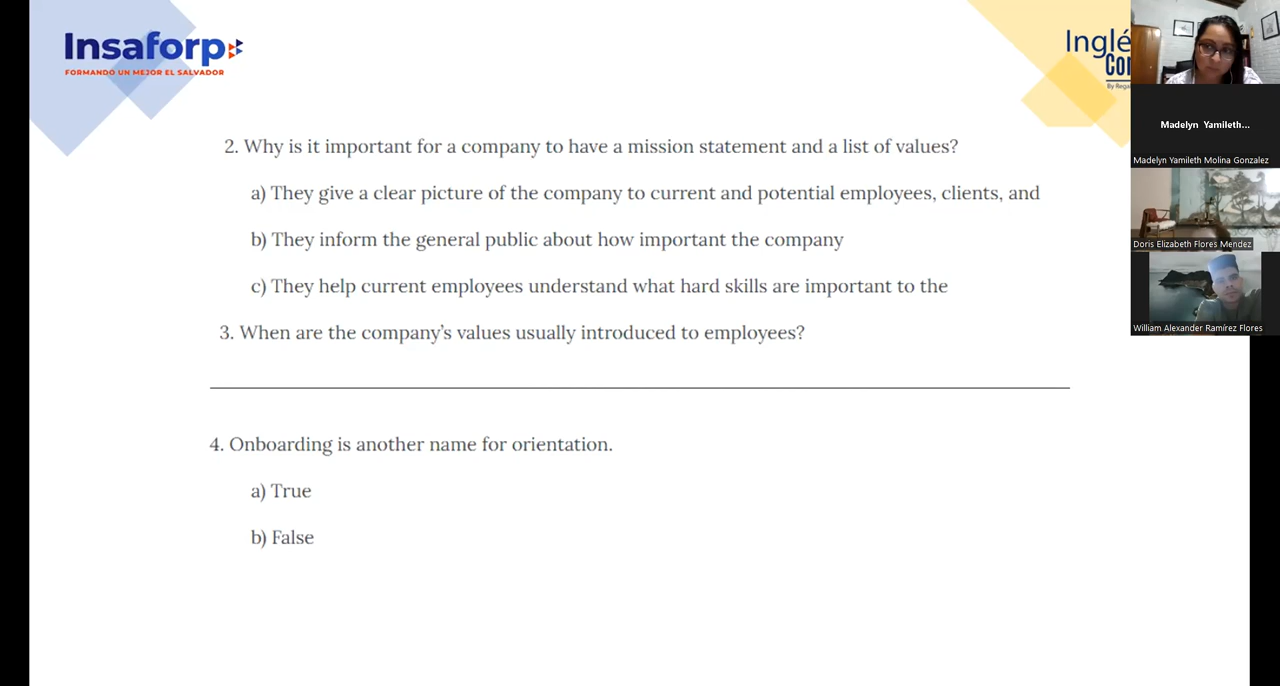 Insaforp
FORMANDO UN MEJOR EL SALVADOR
Inglé
Cor
By Rega
2. Why is it important for a company to have a mission statement and a list of values?
a) They give a clear picture of the company to current and potential employees, clients, and
b) They inform the general public about how important the company
c) They help current employees understand what hard skills are important to the
3. When are the company’s values usually introduced to employees?
4. Onboarding is another name for orientation.
a) True
b) False
Madelyn Yamileth...
Madelyn Yamileth Molina Gonzalez
Doris Elizabeth Flores Mendez
William Alexander Ramírez Flores